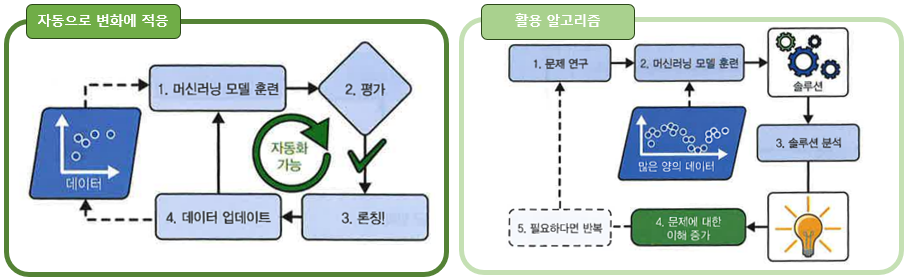 자동으로 변화에 적응
1. 머신러닝 모델 훈련
2. 평가
자동화
가능
데이터
4. 데이터 업데이트
3. 론칭!
활용 알고리즘
1. 문제 연구
2. 머신러닝 모델 훈련
솔루션
많은 양의 데이터
3. 솔루션 분석
5. 필요하다면 반복
4. 문제에 대한
이해 증가